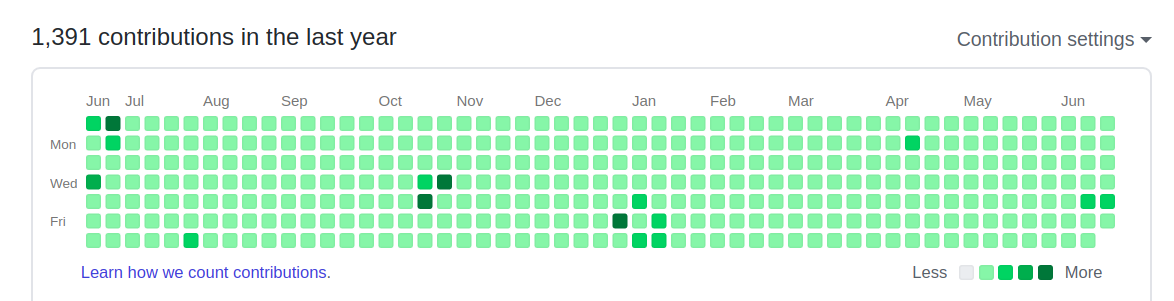 1,391 contributions in the last year
Contribution settings
Jun Jul Aug Sep Oct Nov Dec Jan Feb Mar Apr May Jun
Mon
Wed
Fri
Learn how we count contributions.
Less More